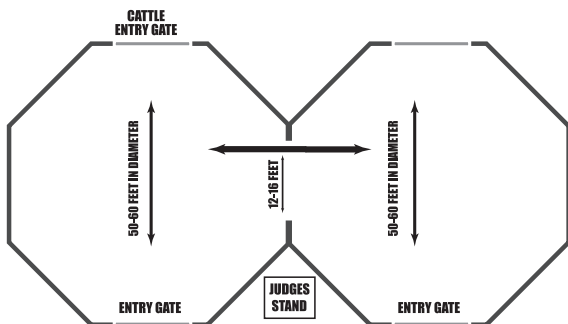 CATTLE
ENTRY GATE
50-60 FEET IN DIAMETER
12-16 FEET
50-60 FEET IN DIAMETER
JUDGES
STAND
ENTRY GATE
ENTRY GATE